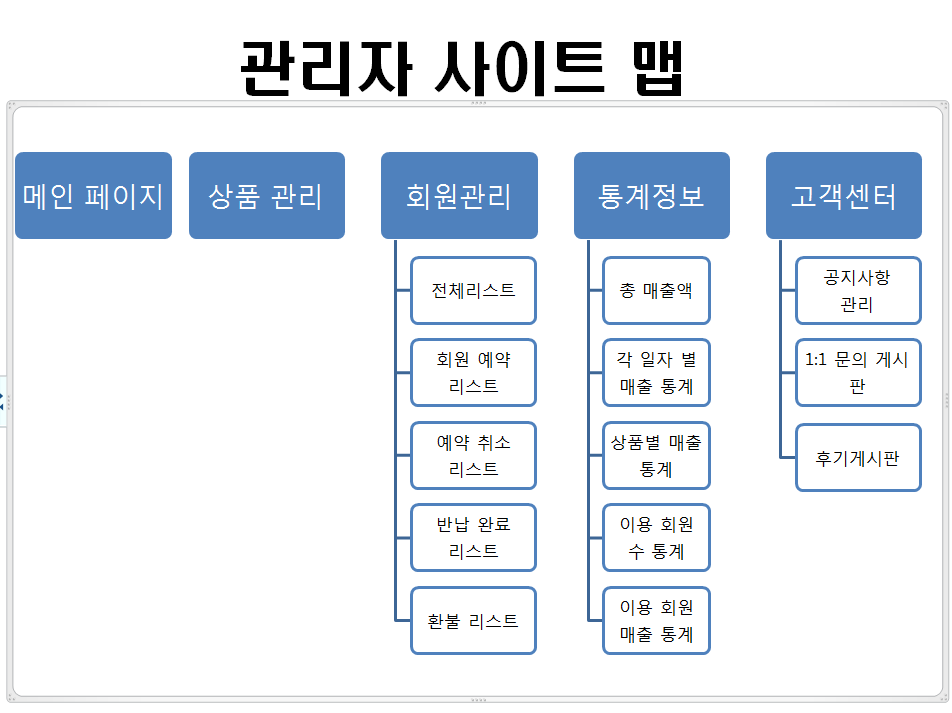 관리자 사이트 맵
메인 페이지
상품 관리
회원관리
전체리스트
회원 예약
리스트
예약 취소
리스트
반납 완료
리스트
환불 리스트
통계정보
총 매출액
각 일자 별
매출 통계
상품별 매출
통계
이용 회원
수 통계
이용 회원
매출 통계
고객센터
공지사항
관리
1:1 문의 게시
판
후기게시판